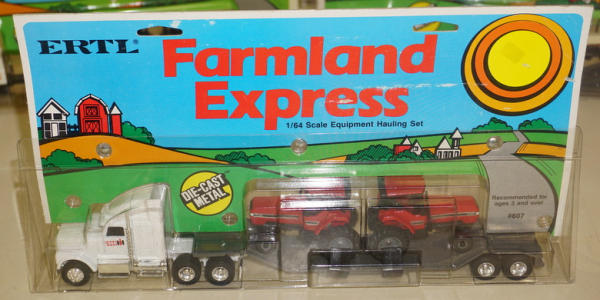 ERTL®
Farmland
Express
1/64 Scale Equipment Hauling Set
DIE-CAST
METAL
Recommended for
ages 3 and over
#607